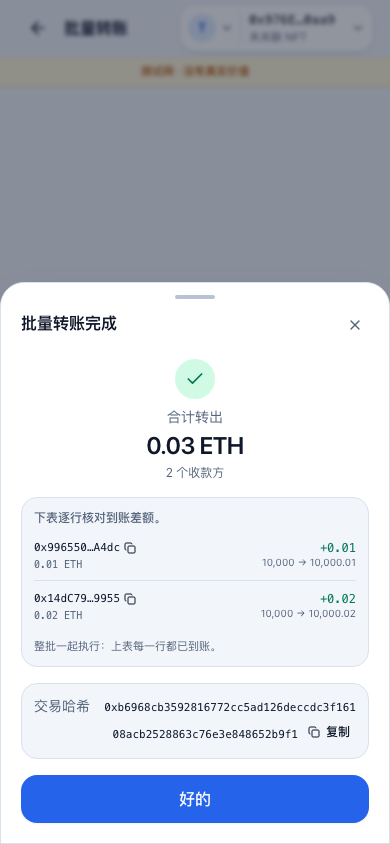 批量转账
批量转账完成
合计转出
0.03 ETH
2 个收款方
下表逐行核对到账差额。
0x996550…A4dc
+0.01
0.01 ETH
10,000 → 10,000.01
0x14dC79…9955
+0.02
0.02 ETH
10,000 → 10,000.02
整批一起执行：上表每一行都已到账。
交易哈希
0xb6968cb3592816772cc5ad126deccdc3f161
08acb2528863c76e3e848652b9f1
复制
好的